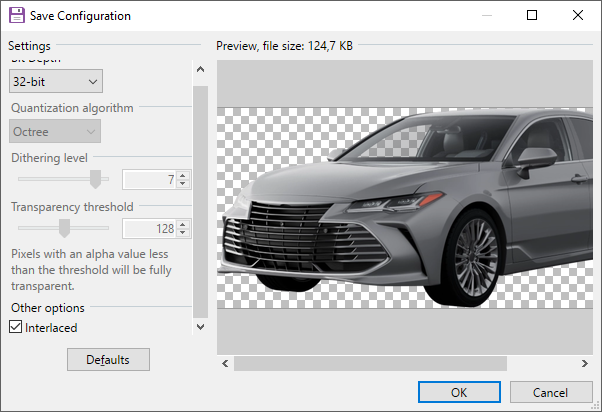 Save Configuration
Settings
Preview, file size: 124,7 KB
Bit Depth
32-bit
Quantization algorithm
Octree
Dithering level
7
Transparency threshold
128
Pixels with an alpha value less
than the threshold will be fully
transparent.
Other options
Interlaced
Defaults
OK
Cancel